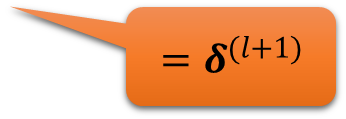 = 𝜹^(𝑙+1)